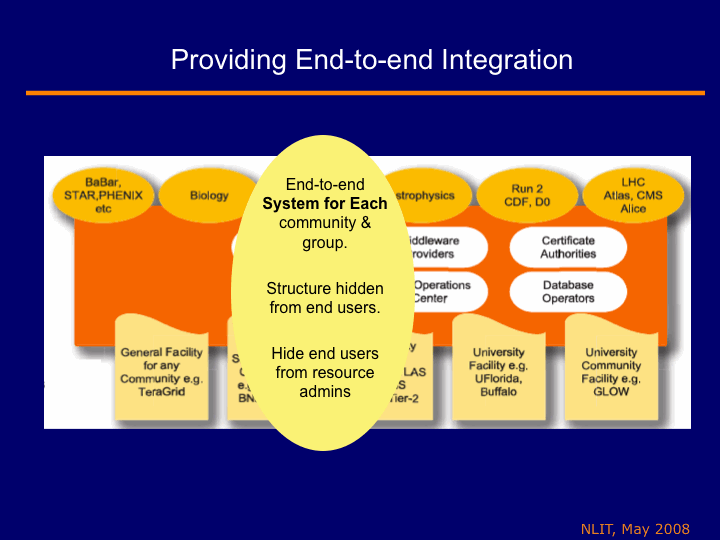 Providing End-to-end Integration
BaBar,
STAR,PHENIX
etc
Biology
End-to-end
System for Each
community &
group.
Structure hidden
from end users.
Hide end users
from resource
admins
strophysics
Run 2
CDF, D0
LHC
Atlas, CMS
Alice
Certificate
Authorities
Operations
Database
Operators
General Facility
for any
Community e.g.
TeraGrid
LAS
Tier-2
University
Facility e.g.
UFlorida,
Buffalo
University
Community
Facility e.g.
GLOW
NLIT, May 2008